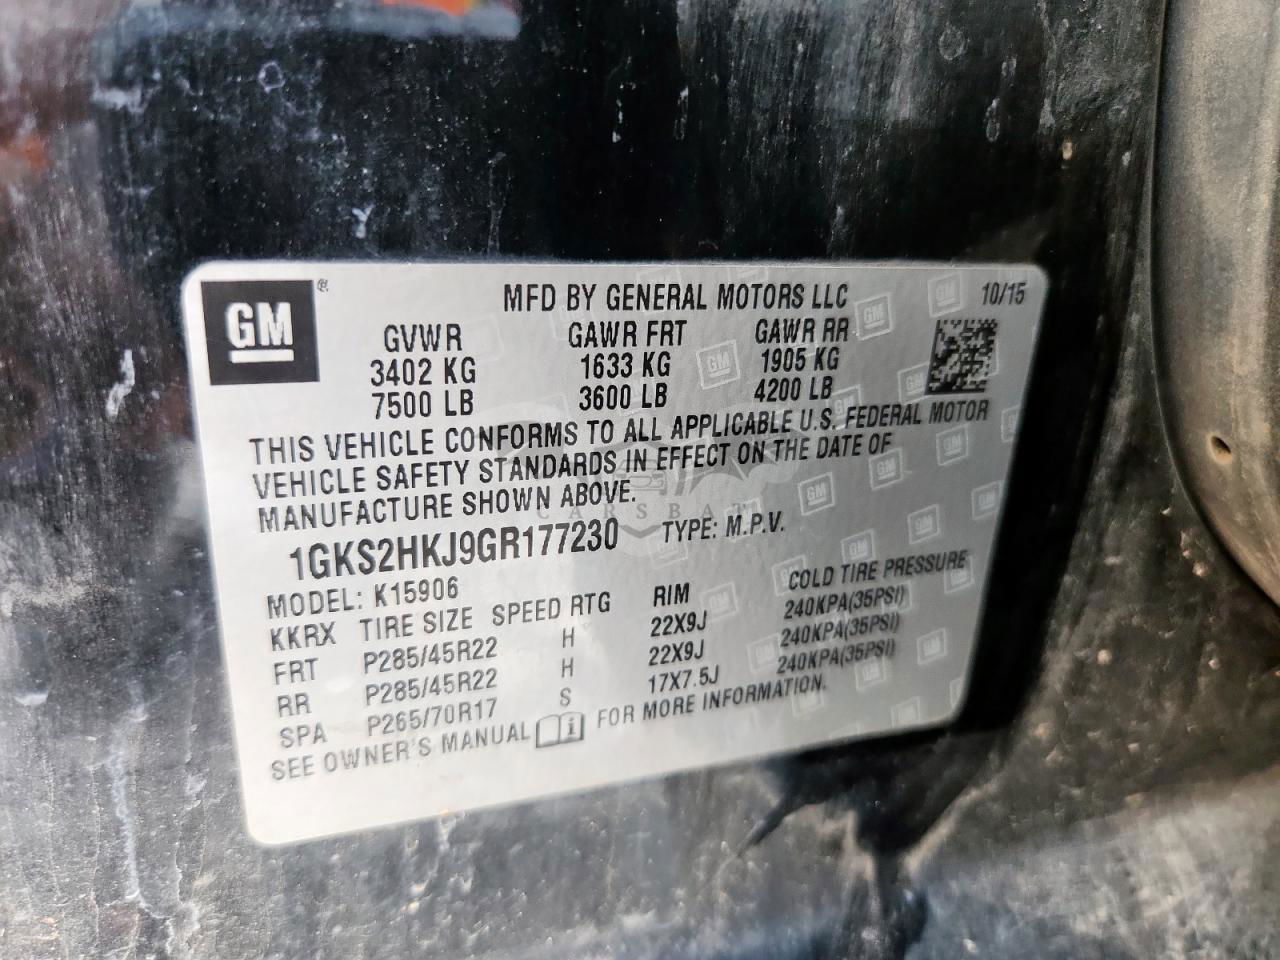 GM ® MFD BY GENERAL MOTORS LLC 10/15
GVWR GAWR FRT GAWR RR
3402 KG 1633 KG 1905 KG
7500 LB 3600 LB 4200 LB
THIS VEHICLE CONFORMS TO ALL APPLICABLE U.S. FEDERAL MOTOR
VEHICLE SAFETY STANDARDS IN EFFECT ON THE DATE OF
MANUFACTURE SHOWN ABOVE.
CARSBAT
1GKS2HKJ9GR177230 TYPE: M.P.V.
MODEL: K15906
KKRX TIRE SIZE SPEED RTG RIM COLD TIRE PRESSURE
FRT P285/45R22 H 22X9J 240KPA(35PSI)
RR P285/45R22 H 22X9J 240KPA(35PSI)
SPA P265/70R17 S 17X7.5J 240KPA(35PSI)
SEE OWNER'S MANUAL FOR MORE INFORMATION.